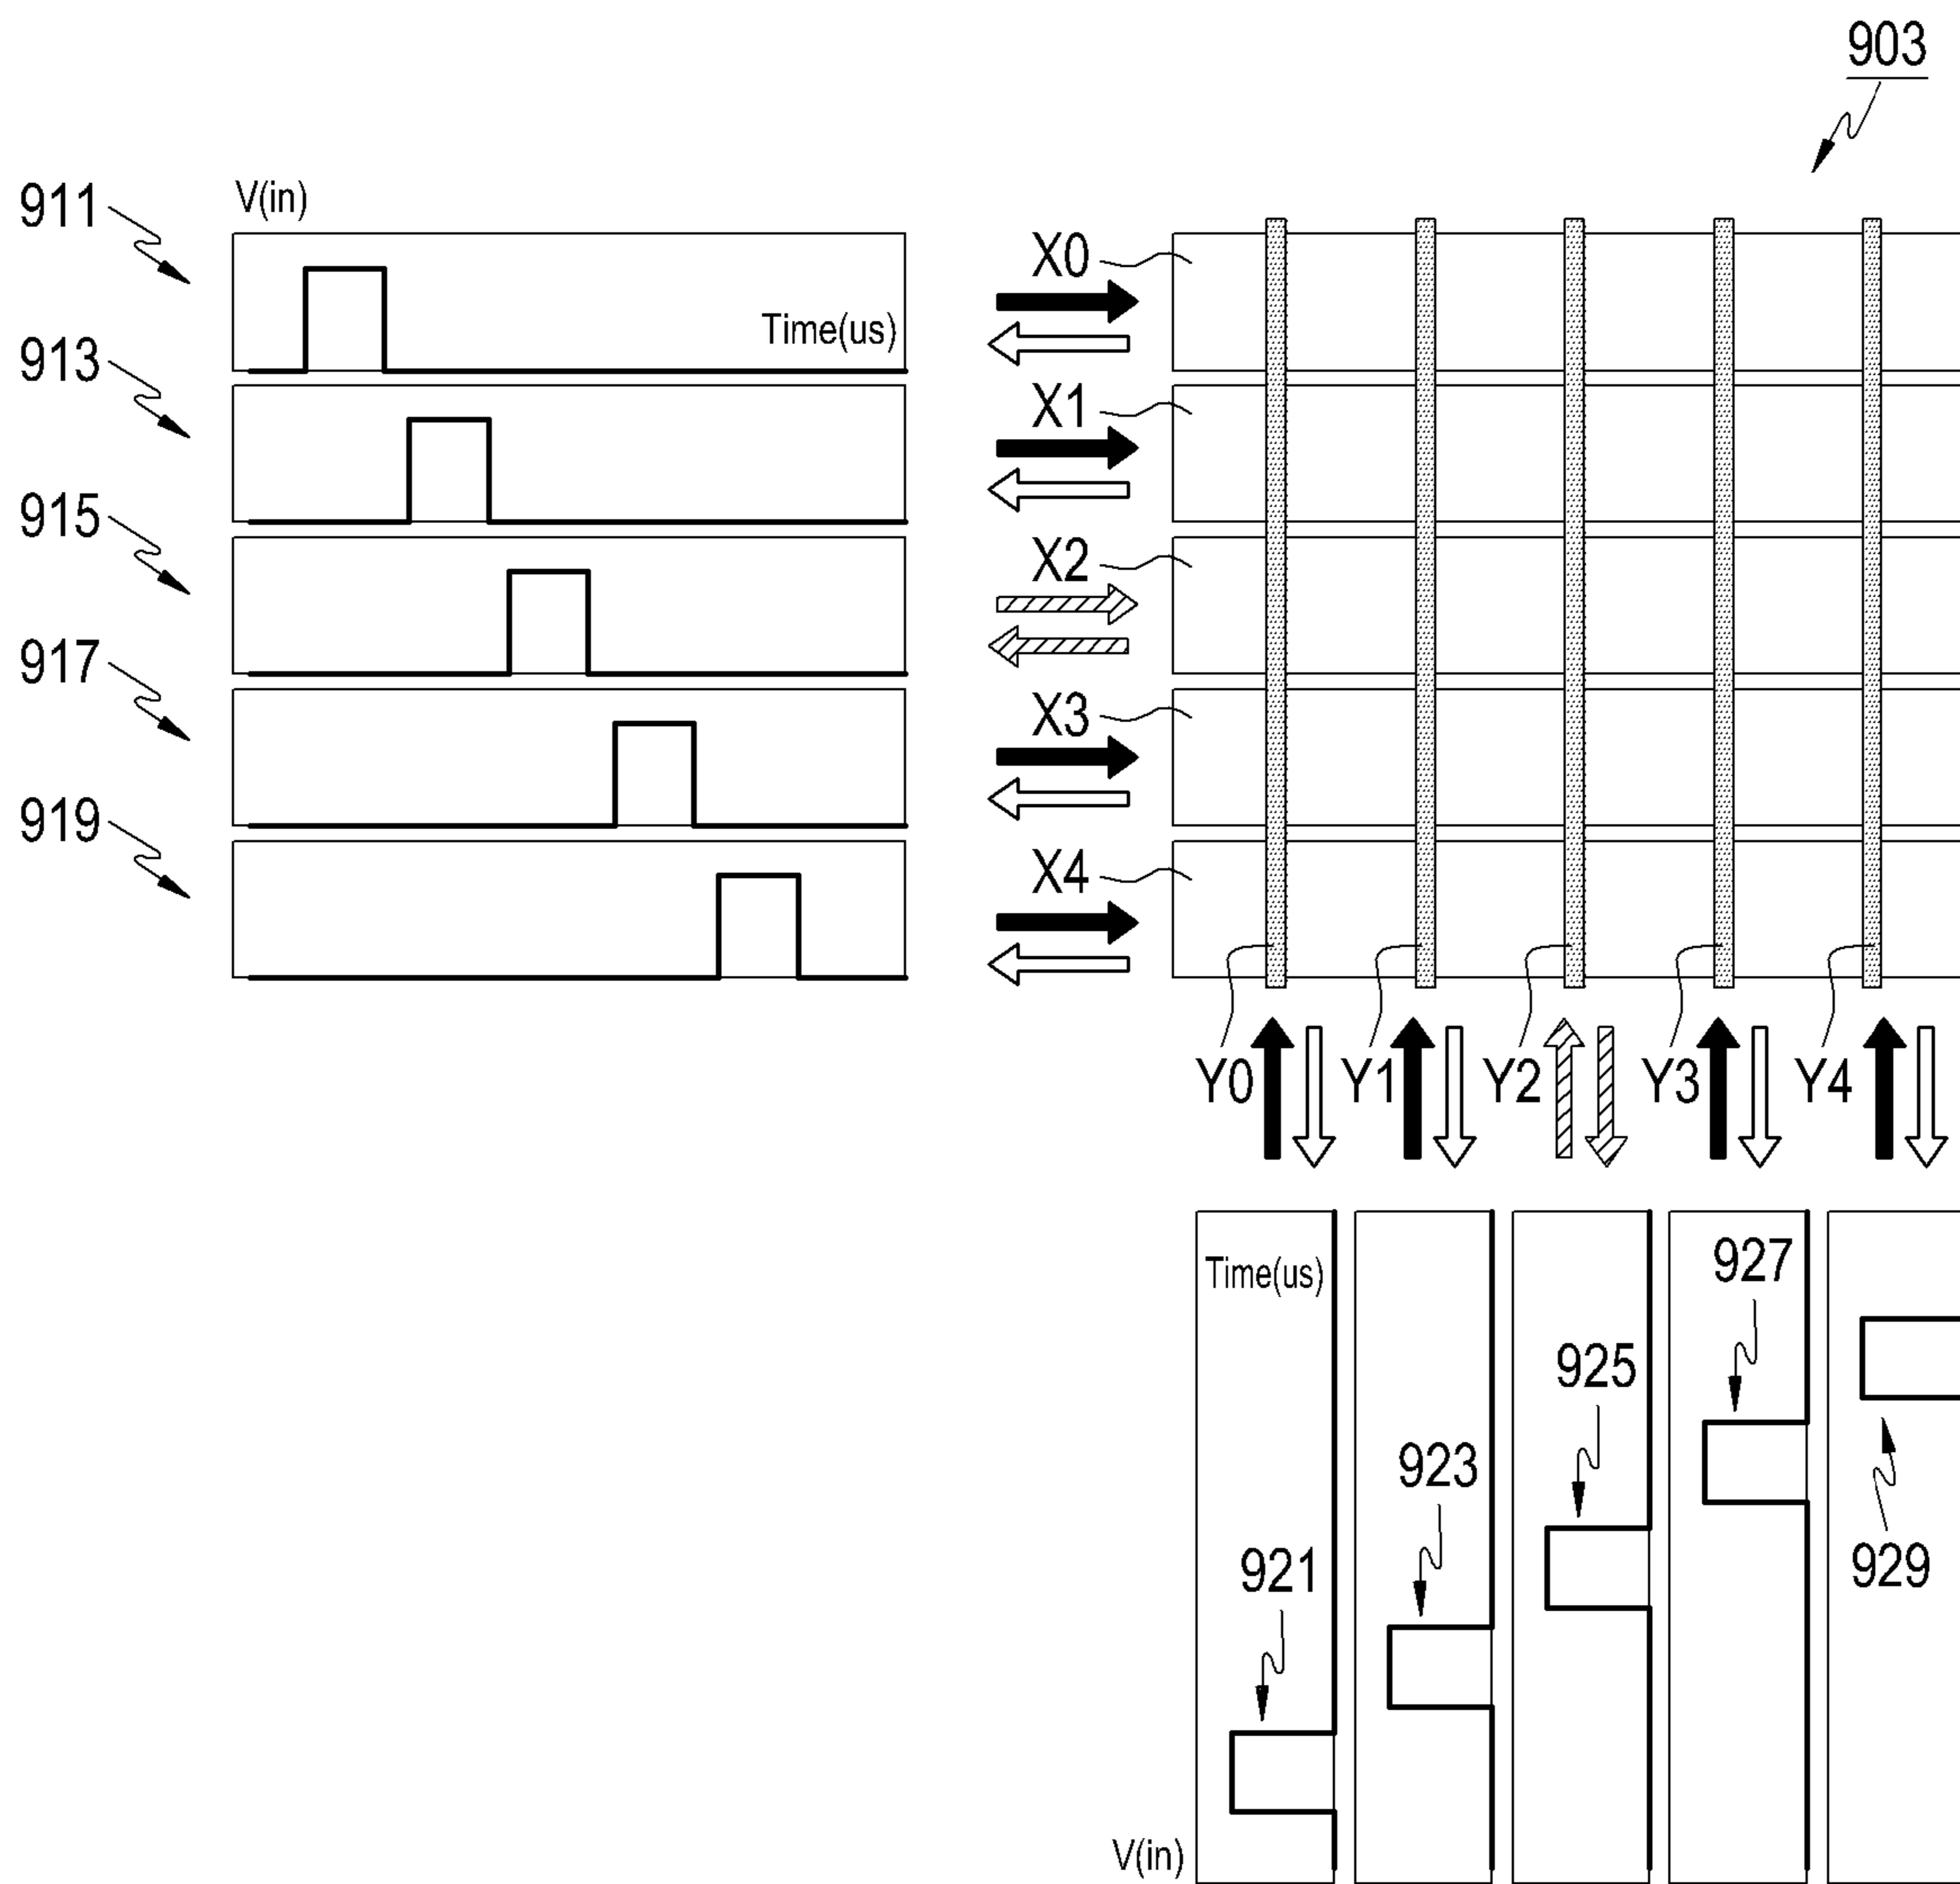 903
911
V(in)
X0
Time(us)
913
X1
915
X2
917
X3
919
X4
Y0
Y1
Y2
Y3
Y4
Time(us)
927
925
923
921
929
V(in)